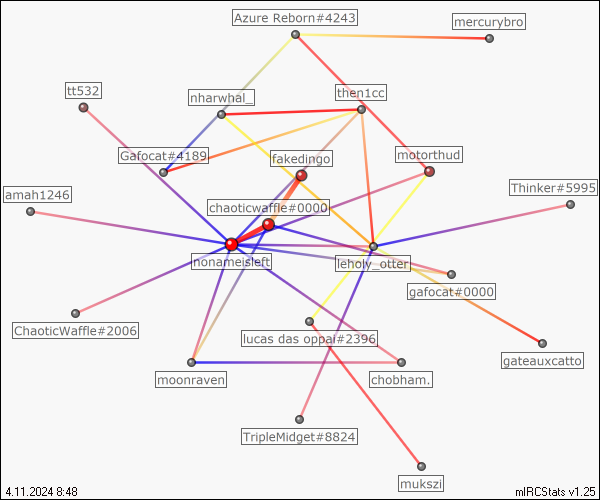 Azure Reborn#4243
mercurybro
tt532
nharwhal_
then1cc
Gafocat#4189
fakedingo
motorthud
amah1246
Thinker#5995
chaoticwaffle#0000
nonameisleft
leholy_otter
gafocat#0000
ChaoticWaffle#2006
lucas das oppai#2396
gateauxcatto
moonraven
chobham.
TripleMidget#8824
mukszi
4.11.2024 8:48
mIRCStats v1.25